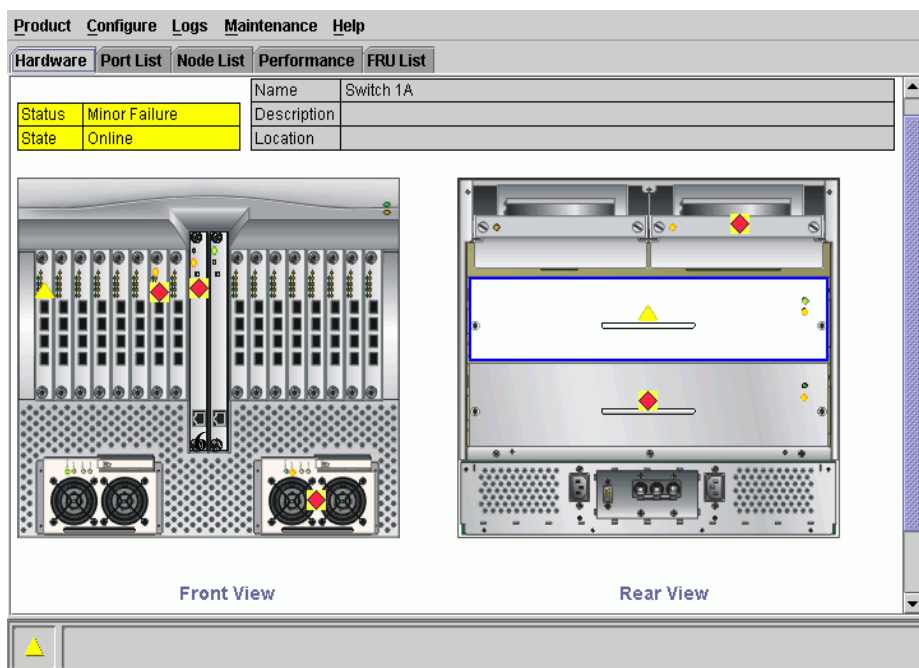 Product Configure Logs Maintenance Help
Hardware Port List Node List Performance FRU List
Name Switch 1A
Status Minor Failure Description
State Online Location
Front View Rear View